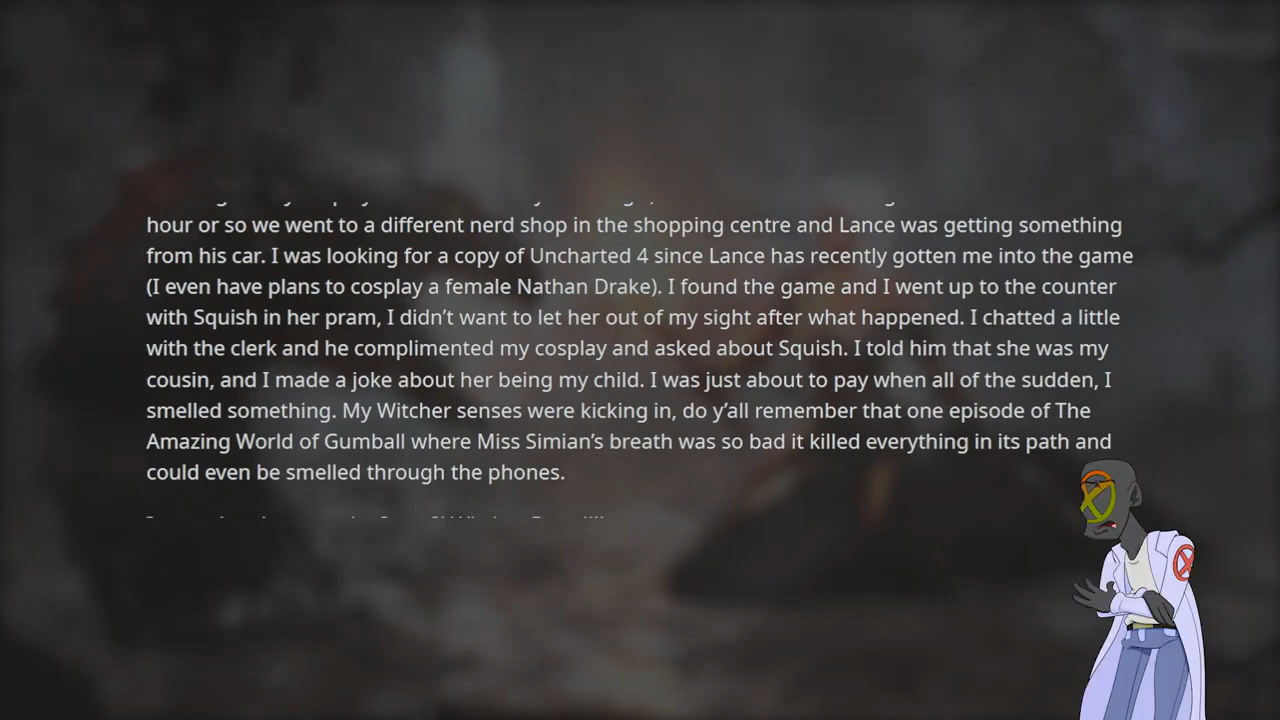 hour or so we went to a different nerd shop in the shopping centre and Lance was getting something
from his car. I was looking for a copy of Uncharted 4 since Lance has recently gotten me into the game
(I even have plans to cosplay a female Nathan Drake). I found the game and I went up to the counter
with Squish in her pram, I didn’t want to let her out of my sight after what happened. I chatted a little
with the clerk and he complimented my cosplay and asked about Squish. I told him that she was my
cousin, and I made a joke about her being my child. I was just about to pay when all of the sudden, I
smelled something. My Witcher senses were kicking in, do y’all remember that one episode of The
Amazing World of Gumball where Miss Simian’s breath was so bad it killed everything in its path and
could even be smelled through the phones.